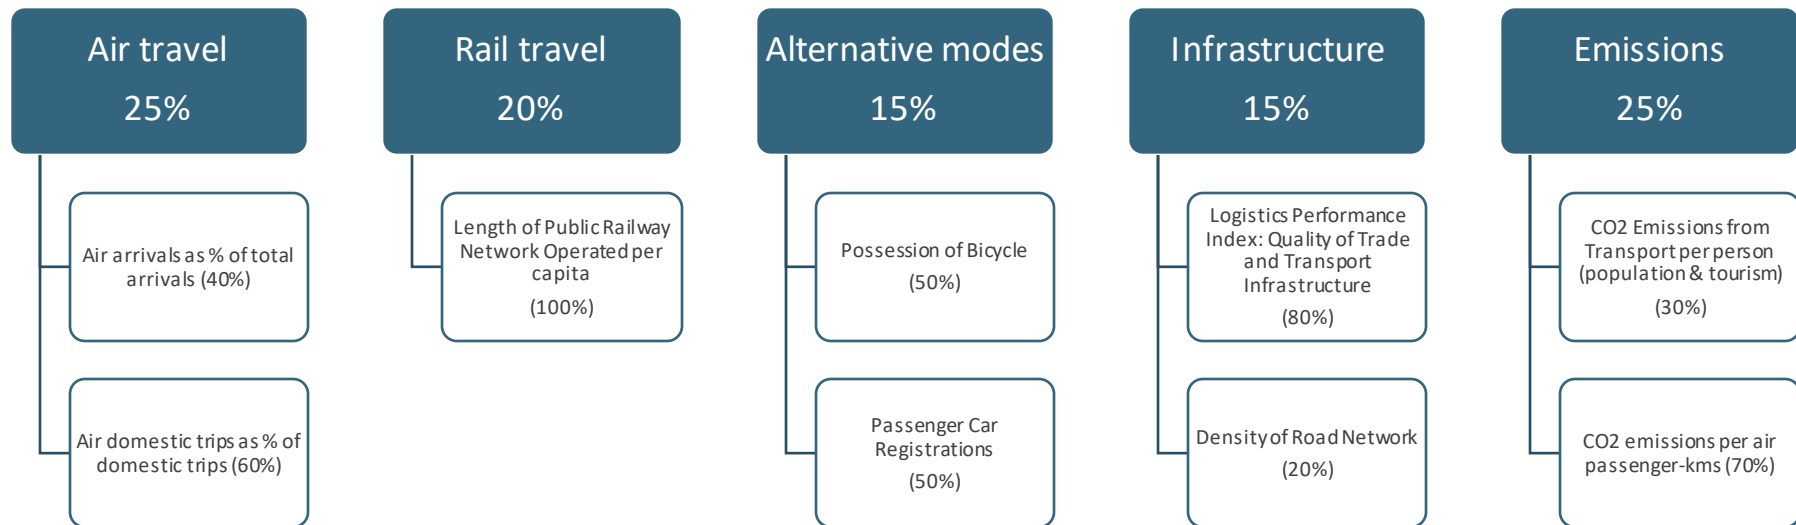 Air travel
25%
Air arrivals as % of total
arrivals (40%)
Air domestic trips as % of
domestic trips (60%)
Rail travel
20%
Length of Public Railway
Network Operated per
capita
(100%)
Alternative modes
15%
Possession of Bicycle
(50%)
Passenger Car
Registrations
(50%)
Infrastructure
15%
Logistics Performance
Index: Quality of Trade
and Transport
Infrastructure
(80%)
Density of Road Network
(20%)
Emissions
25%
CO2 Emissions from
Transport per person
(population & tourism)
(30%)
CO2 emissions per air
passenger-kms (70%)